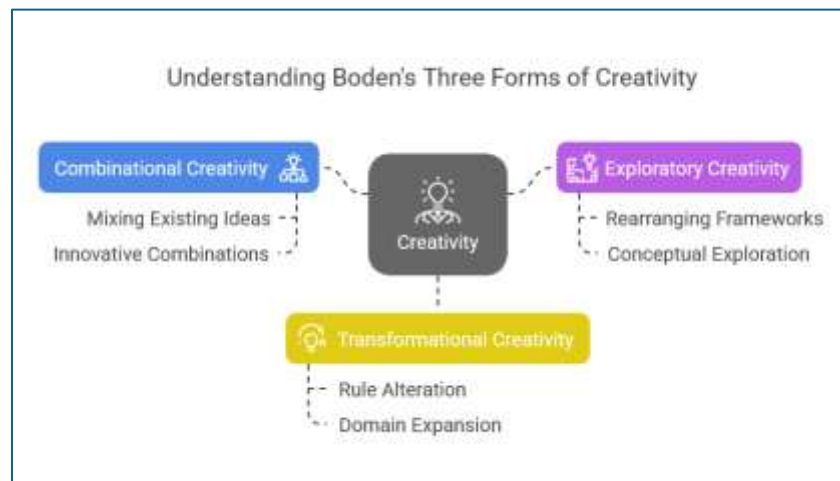 Understanding Boden's Three Forms of Creativity
Combinational Creativity
Mixing Existing Ideas
Innovative Combinations
Creativity
Exploratory Creativity
Rearranging Frameworks
Conceptual Exploration
Transformational Creativity
Rule Alteration
Domain Expansion